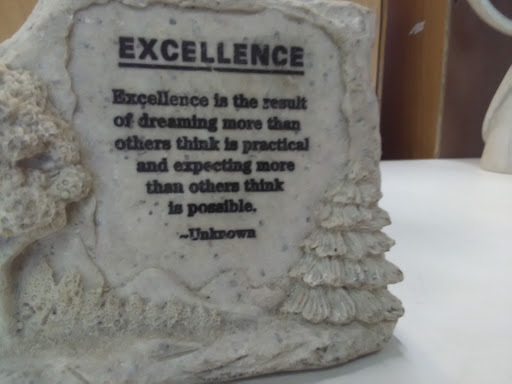 EXCELLENCE
Excellence is the result
of dreaming more than
others think is practical
and expecting more
than others think
is possible.
~Unknown